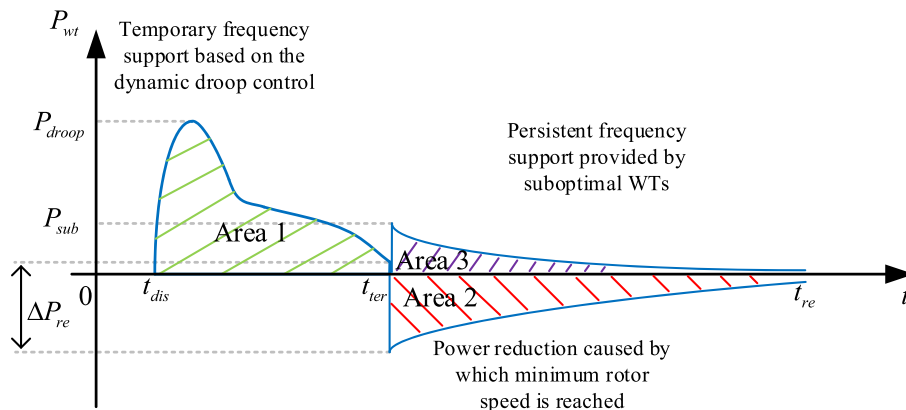 P_wt
Temporary frequency
support based on the
dynamic droop control
P_droop
Persistent frequency
support provided by
suboptimal WTs
P_sub
Area 1
Area 3
0
t_dis
t_ter
Area 2
t_re
t
ΔP_re
Power reduction caused by
which minimum rotor
speed is reached